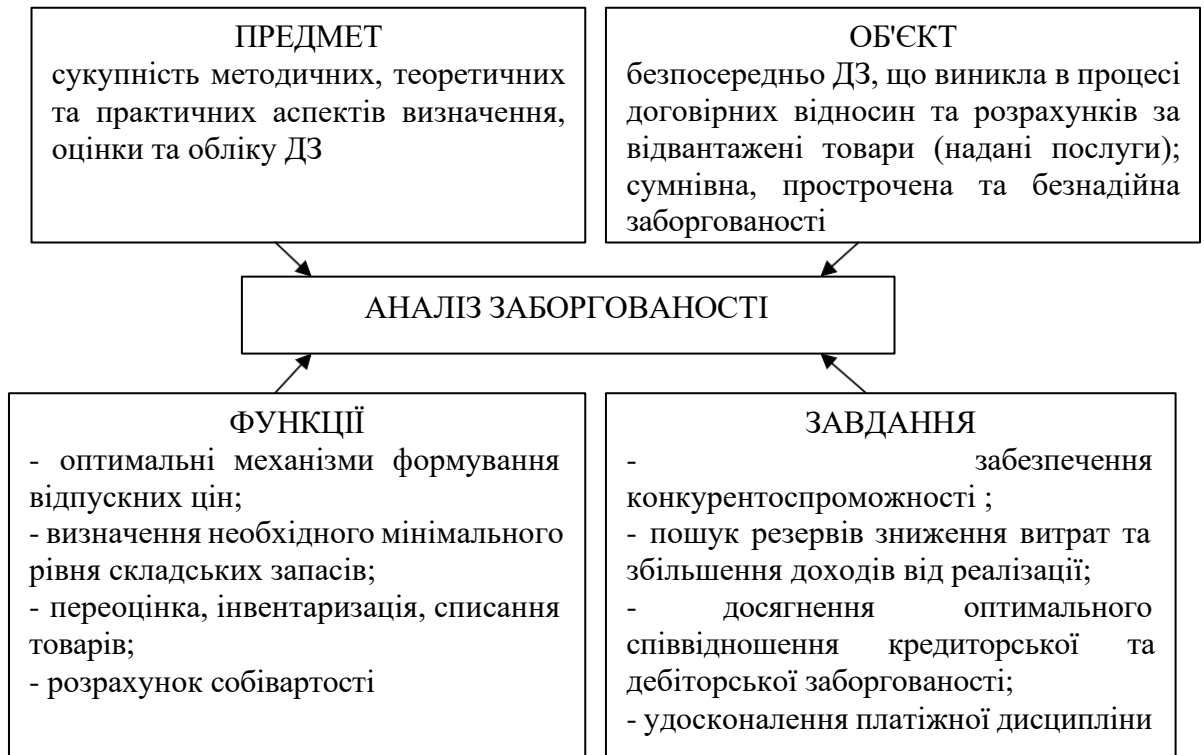 ПРЕДМЕТ
сукупність методичних, теоретичних
та практичних аспектів визначення,
оцінки та обліку ДЗ
ОБ'ЄКТ
безпосередньо ДЗ, що виникла в процесі
договірних відносин та розрахунків за
відвантажені товари (надані послуги);
сумнівна, прострочена та безнадійна
заборгованості
АНАЛІЗ ЗАБОРГОВАНОСТІ
ФУНКЦІЇ
- оптимальні механізми формування
відпускних цін;
- визначення необхідного мінімального
рівня складських запасів;
- переоцінка, інвентаризація, списання
товарів;
- розрахунок собівартості
ЗАВДАННЯ
- забезпечення
конкурентоспроможності ;
- пошук резервів зниження витрат та
збільшення доходів від реалізації;
- досягнення оптимального
співвідношення кредиторської та
дебіторської заборгованості;
- удосконалення платіжної дисципліни